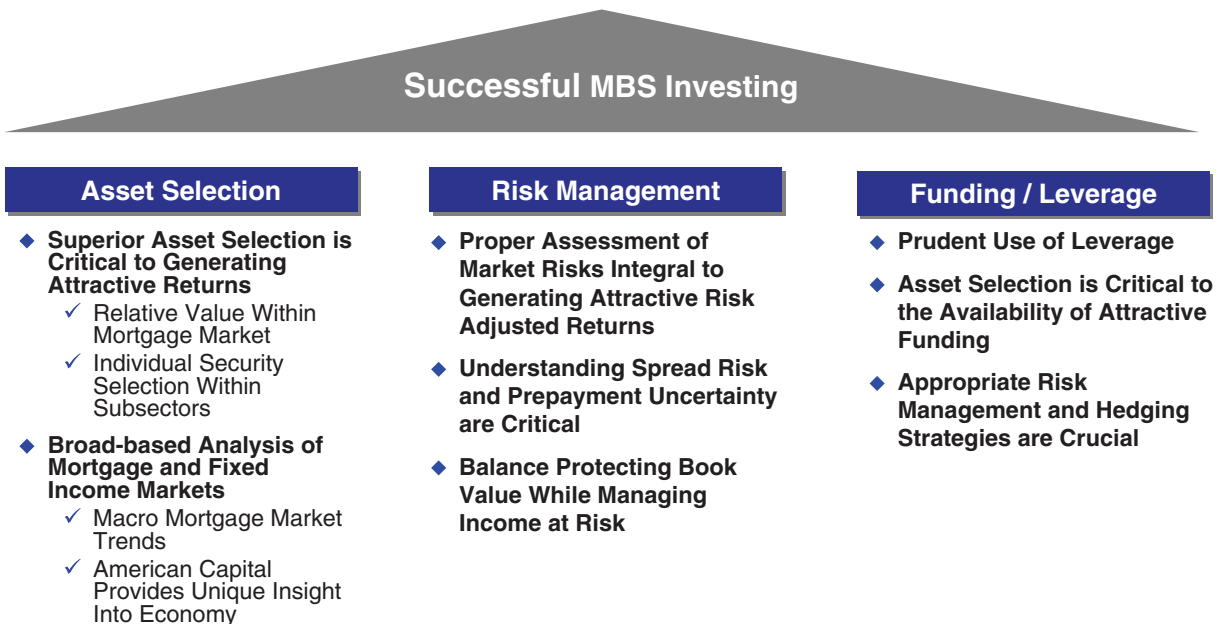 Successful MBS Investing
Asset Selection
Superior Asset Selection is
Critical to Generating
Attractive Returns
Relative Value Within
Mortgage Market
Individual Security
Selection Within
Subsectors
Broad-based Analysis of
Mortgage and Fixed
Income Markets
Macro Mortgage Market
Trends
American Capital
Provides Unique Insight
Into Economy
Risk Management
Proper Assessment of
Market Risks Integral to
Generating Attractive Risk
Adjusted Returns
Understanding Spread Risk
and Prepayment Uncertainty
are Critical
Balance Protecting Book
Value While Managing
Income at Risk
Funding / Leverage
Prudent Use of Leverage
Asset Selection is Critical to
the Availability of Attractive
Funding
Appropriate Risk
Management and Hedging
Strategies are Crucial